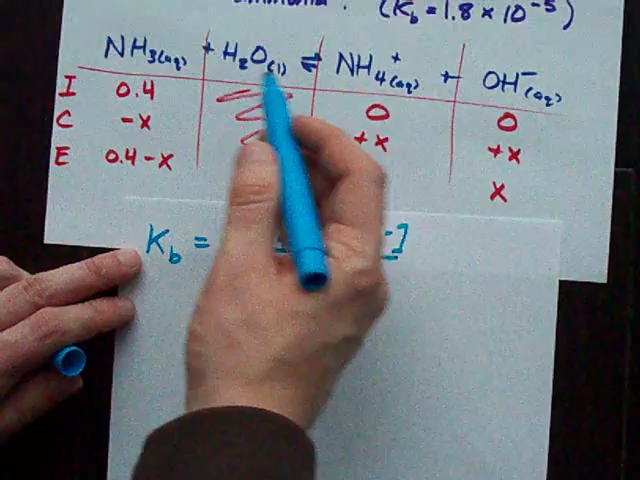 (Kb = 1.8 × 10⁻⁵)
NH₃(aq) + H₂O(l) ⇌ NH₄⁺(aq) + OH⁻(aq)
I 0.4 0 0
C -x +x +x
E 0.4-x x
Kb = ]